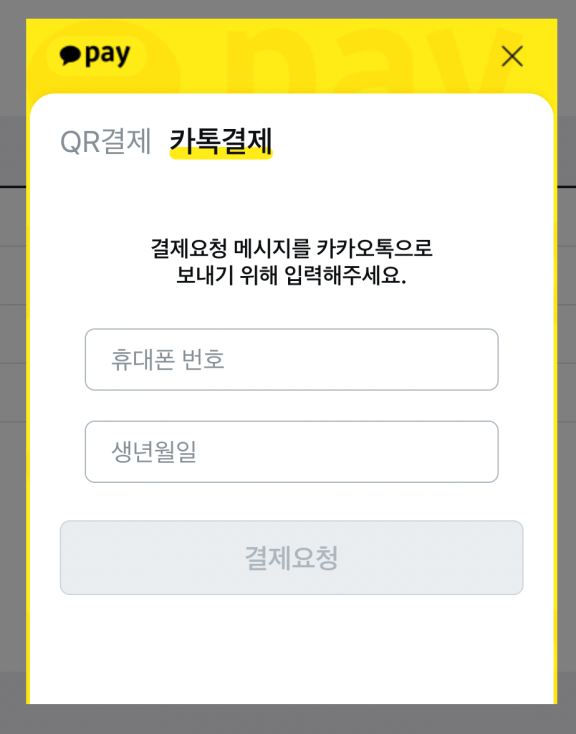 pay
QR결제 카톡결제
결제요청 메시지를 카카오톡으로
보내기 위해 입력해주세요.
휴대폰 번호
생년월일
결제요청